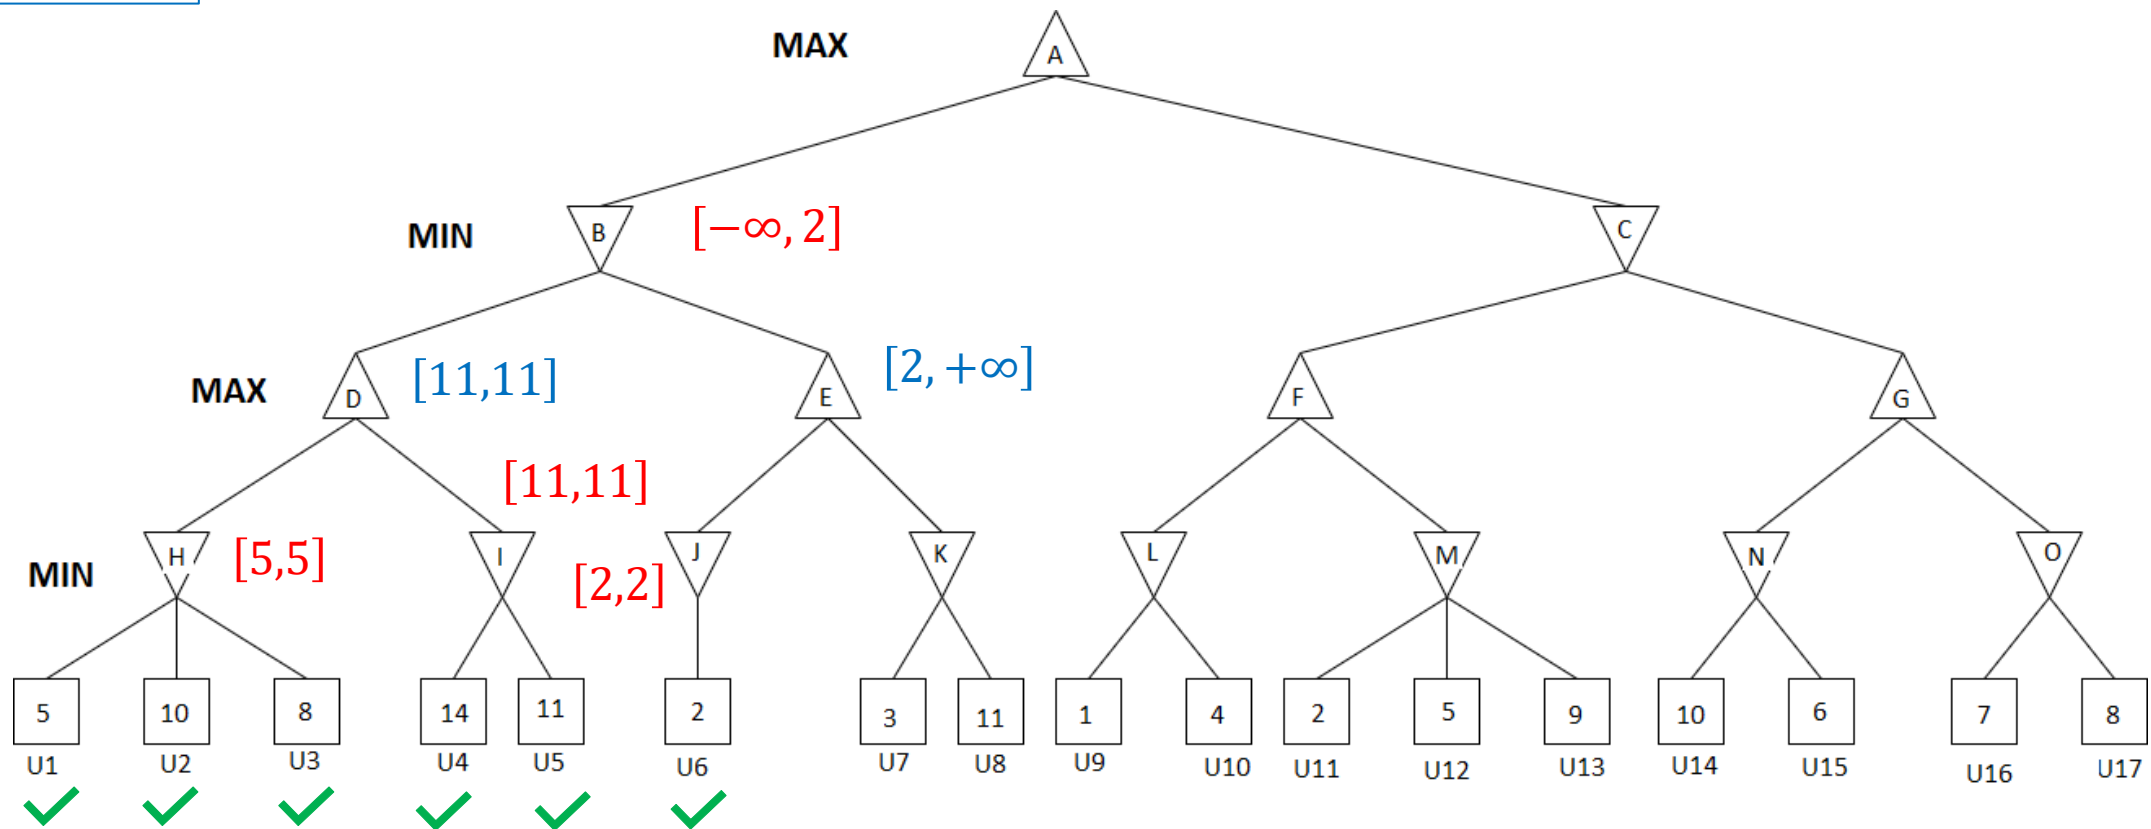 MAX
A
MIN
B
[−∞, 2]
C
MAX
D
[11,11]
E
[2, +∞]
F
G
MIN
H
[5,5]
I
[11,11]
J
[2,2]
K
L
M
N
O
5 10 8 14 11 2 3 11 1 4 2 5 9 10 6 7 8
U1 U2 U3 U4 U5 U6 U7 U8 U9 U10 U11 U12 U13 U14 U15 U16 U17